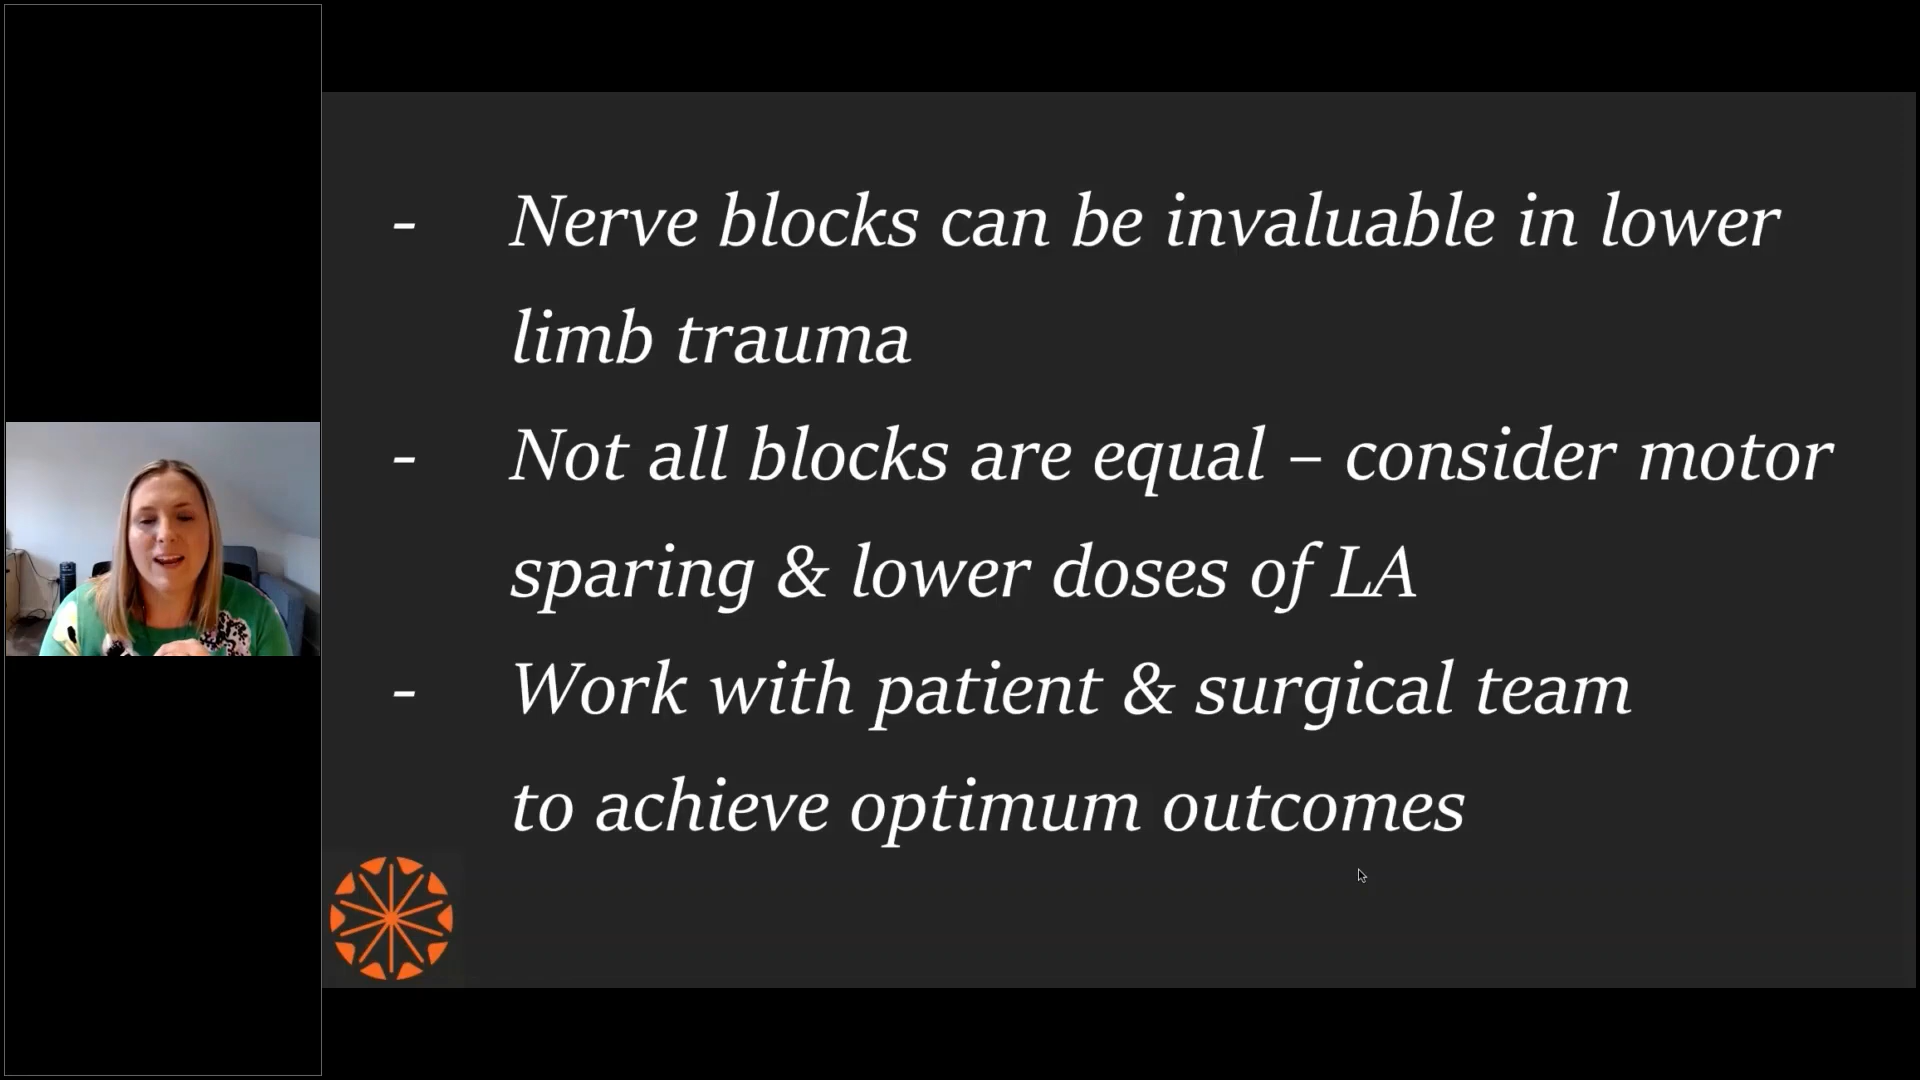 - Nerve blocks can be invaluable in lower
limb trauma
- Not all blocks are equal – consider motor
sparing & lower doses of LA
- Work with patient & surgical team
to achieve optimum outcomes